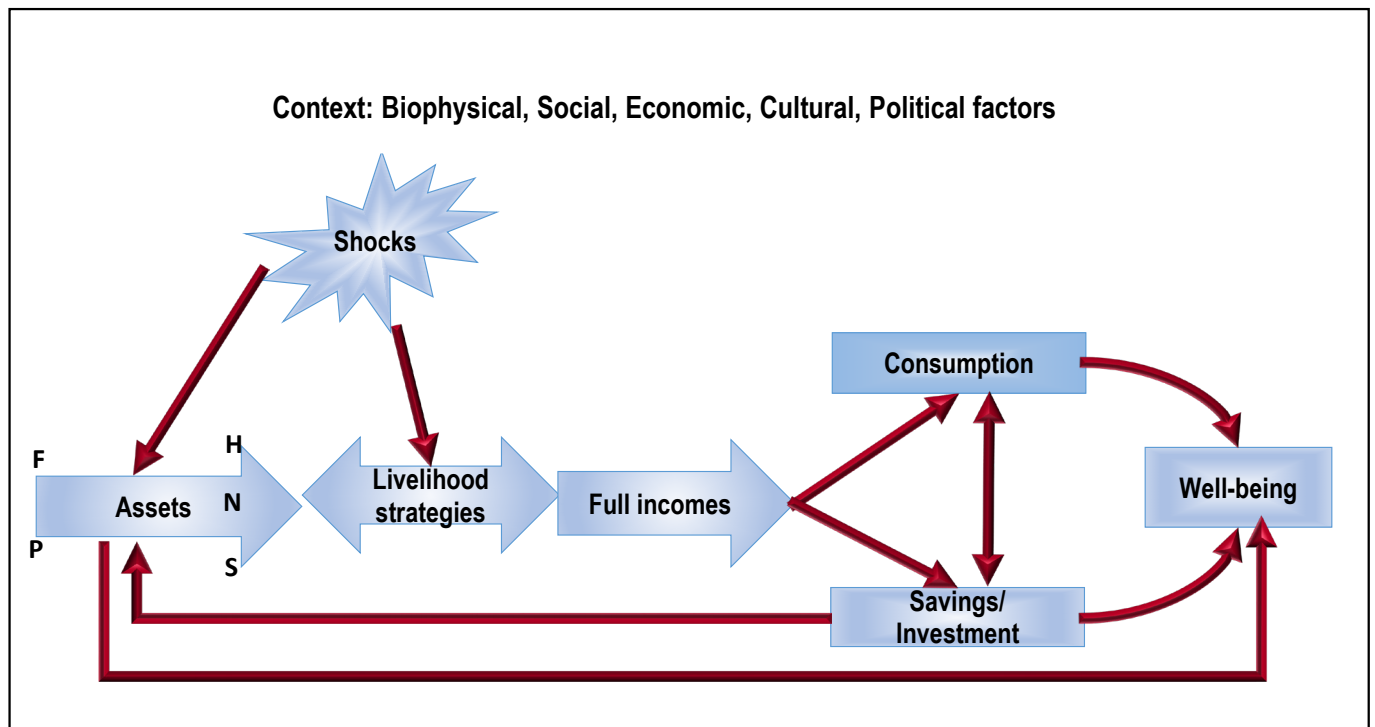 Context: Biophysical, Social, Economic, Cultural, Political factors
Shocks
Consumption
F
H
Assets
N
P
S
Livelihood
strategies
Full incomes
Well-being
Savings/
Investment